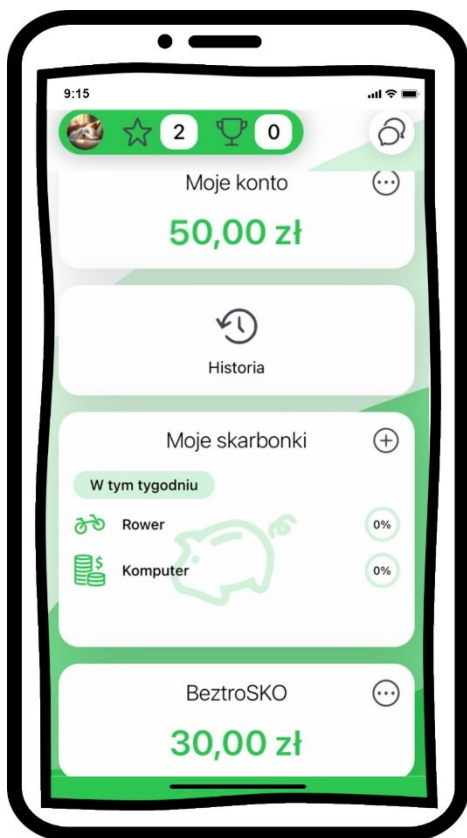 9:15
2 0
Moje konto
50,00 zł
Historia
Moje skarbonki
W tym tygodniu
Rower 0%
Komputer 0%
BeztroSKO
30,00 zł